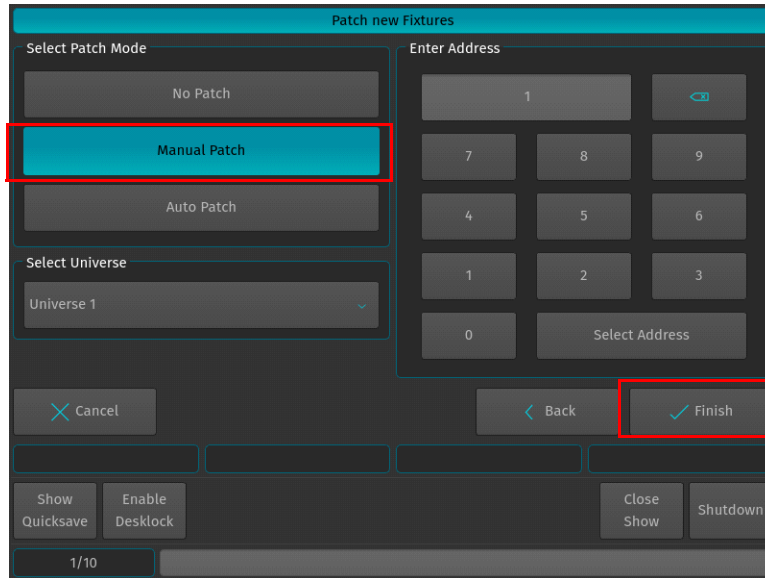 Patch new Fixtures
Select Patch Mode
No Patch
Manual Patch
Auto Patch
Select Universe
Universe 1
Enter Address
1
7 8 9
4 5 6
1 2 3
0 Select Address
Cancel
Back
Finish
Show
Quicksave
Enable
Desklock
Close
Show
Shutdown
1/10